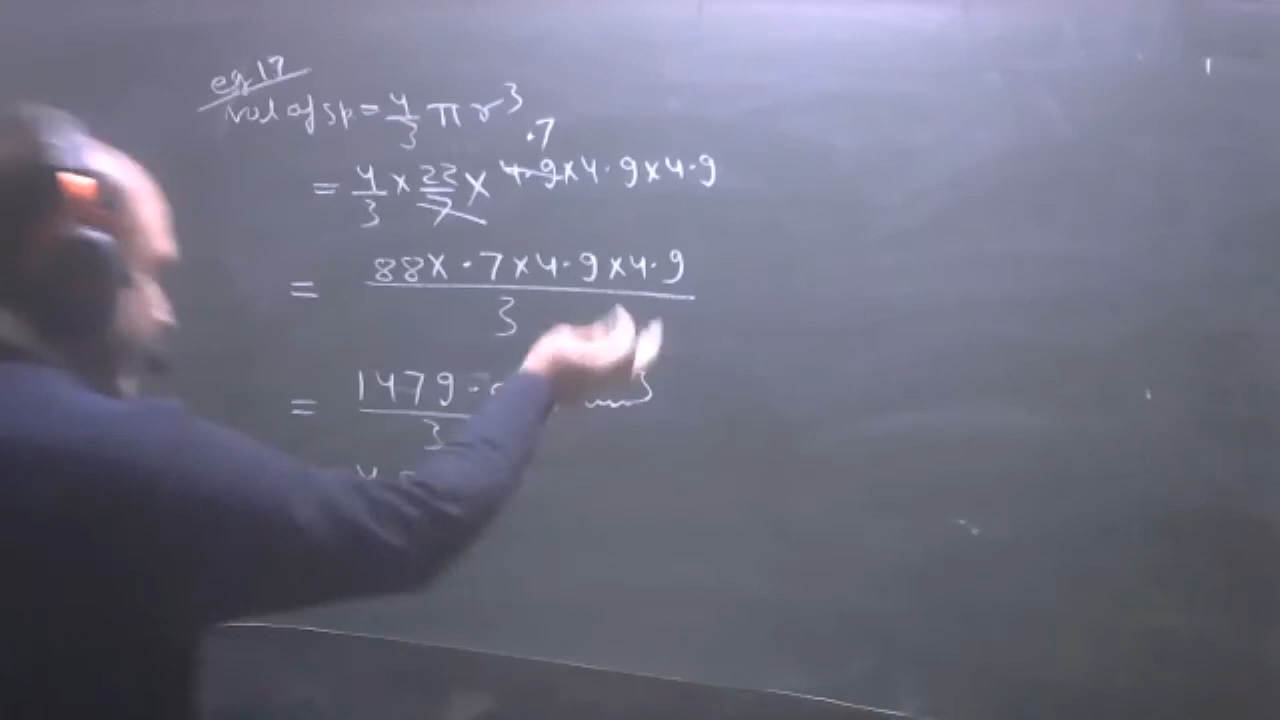 eg 17
Vol of sp = 4/3 π r³
.7
= 4/3 × 22/7 × 4.9×4.9×4.9
= 88×.7×4.9×4.9 / 3
= 1479. / 3